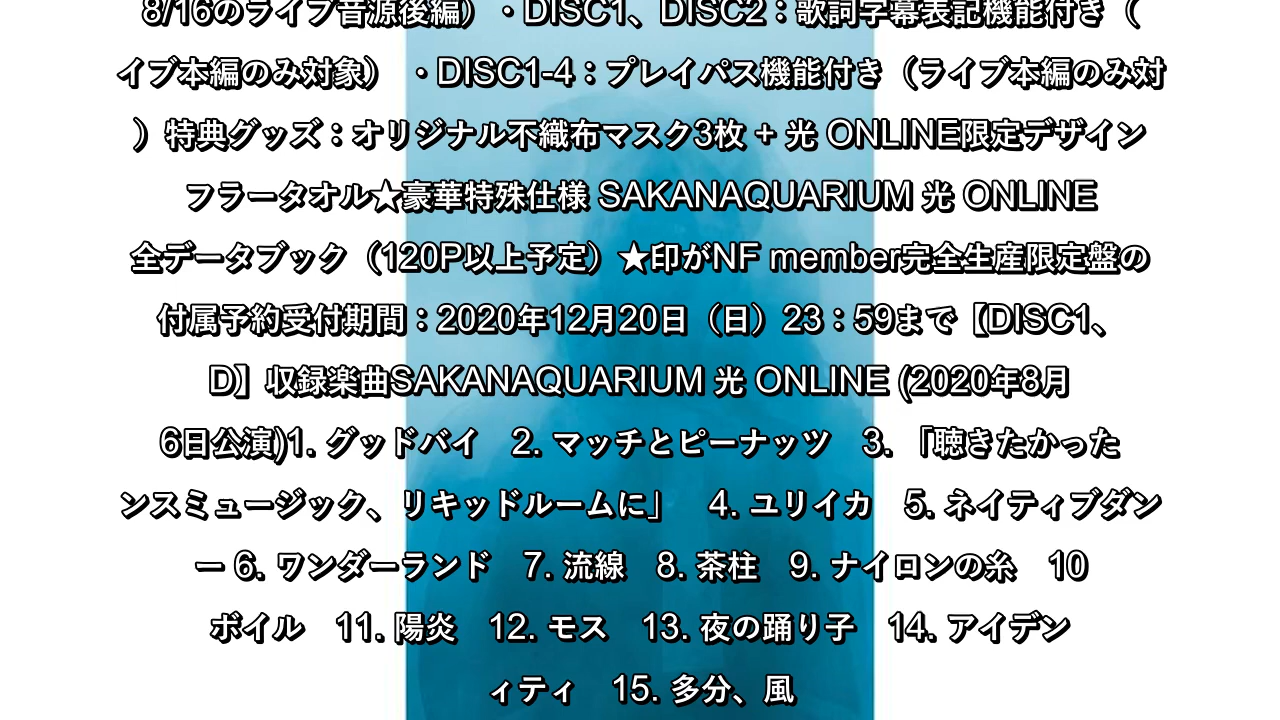 8/16のライブ音源後編）・DISC1、DISC2：歌詞字幕表記機能付き（
イブ本編のみ対象）　・DISC1-4：プレイパス機能付き（ライブ本編のみ対
）特典グッズ：オリジナル不織布マスク3枚 + 光 ONLINE限定デザイン
フラータオル★豪華特殊仕様 SAKANAQUARIUM 光 ONLINE
全データブック（120P以上予定）★印がNF member完全生産限定盤の
付属予約受付期間：2020年12月20日（日）23：59まで【DISC1、
D】収録楽曲SAKANAQUARIUM 光 ONLINE (2020年8月
6日公演)1. グッドバイ　2. マッチとピーナッツ　3. 「聴きたかった
ンスミュージック、リキッドルームに」　4. ユリイカ　5. ネイティブダン
ー 6. ワンダーランド　7. 流線　8. 茶柱　9. ナイロンの糸　10
ボイル　11. 陽炎　12. モス　13. 夜の踊り子　14. アイデン
ィティ　15. 多分、風